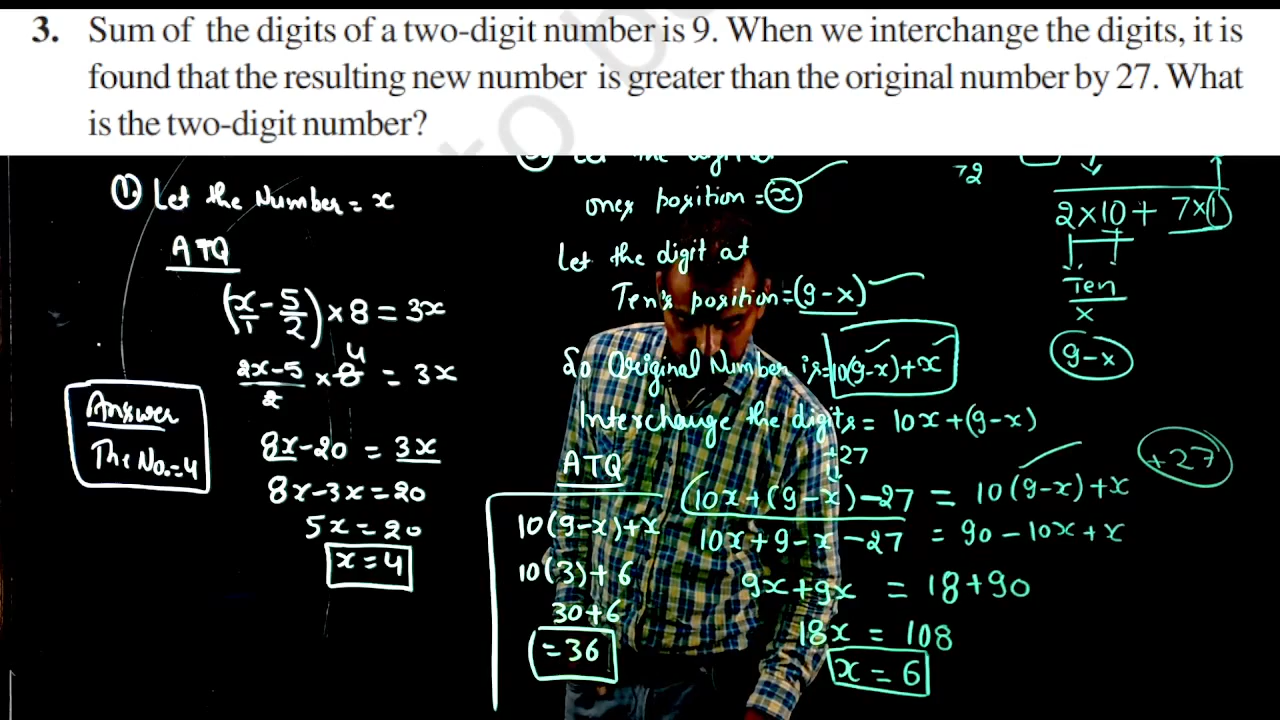 3. Sum of the digits of a two-digit number is 9. When we interchange the digits, it is
found that the resulting new number is greater than the original number by 27. What
is the two-digit number?
to b
① Let the Number = x
ATQ
(x/1 - 5/2) × 8 = 3x
(2x-5)/2 × 8 4 = 3x
8x-20 = 3x
8x-3x = 20
5x = 20
x = 4
Answer
The No. = 4
ones position = x
Let the digit at
Ten's position = (9-x)
So Original Number is = 10(9-x)+x
Interchange the digits = 10x+(9-x)
ATQ
+27
(10x+(9-x)-27 = 10(9-x)+x
10x+9-x-27 = 90-10x+x
9x+9x = 18+90
18x = 108
x = 6
10(9-x)+x
10(3)+6
30+6
= 36
72
2×10+ 7×1
Ten
x
9-x
+27